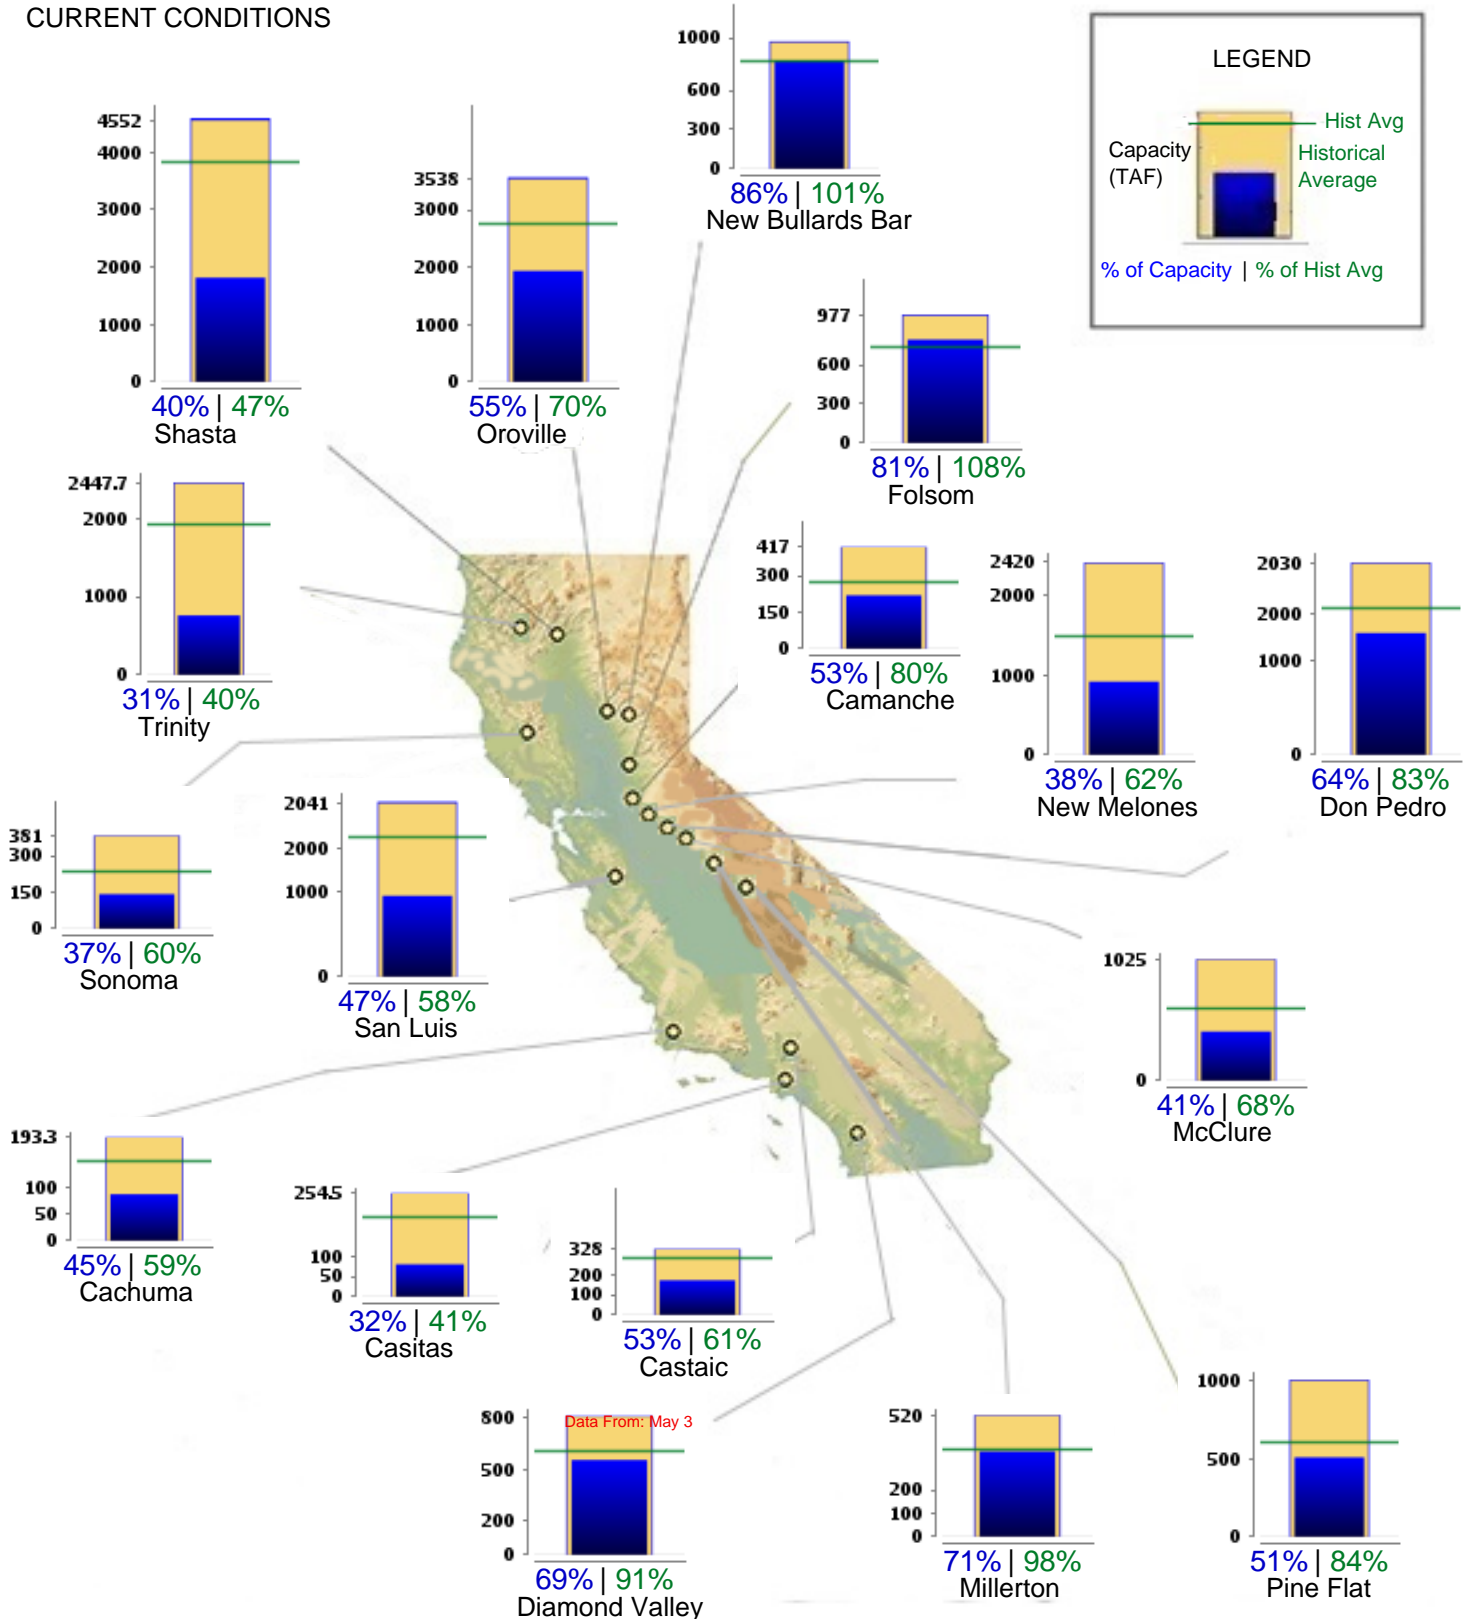 CURRENT CONDITIONS
LEGEND
Hist Avg
Capacity
(TAF)
Historical
Average
% of Capacity | % of Hist Avg
1000
600
300
0
86% | 101%
New Bullards Bar
4552
4000
3000
2000
1000
0
40% | 47%
Shasta
3538
3000
2000
1000
0
55% | 70%
Oroville
977
600
300
0
81% | 108%
Folsom
2447.7
2000
1000
0
31% | 40%
Trinity
417
300
150
0
53% | 80%
Camanche
2420
2000
1000
0
38% | 62%
New Melones
2030
2000
1000
0
64% | 83%
Don Pedro
381
300
150
0
37% | 60%
Sonoma
2041
2000
1000
0
47% | 58%
San Luis
1025
0
41% | 68%
McClure
193.3
100
50
0
45% | 59%
Cachuma
254.5
100
50
0
32% | 41%
Casitas
328
200
100
0
53% | 61%
Castaic
800
500
200
0
Data From: May 3
69% | 91%
Diamond Valley
520
200
100
0
71% | 98%
Millerton
1000
500
0
51% | 84%
Pine Flat